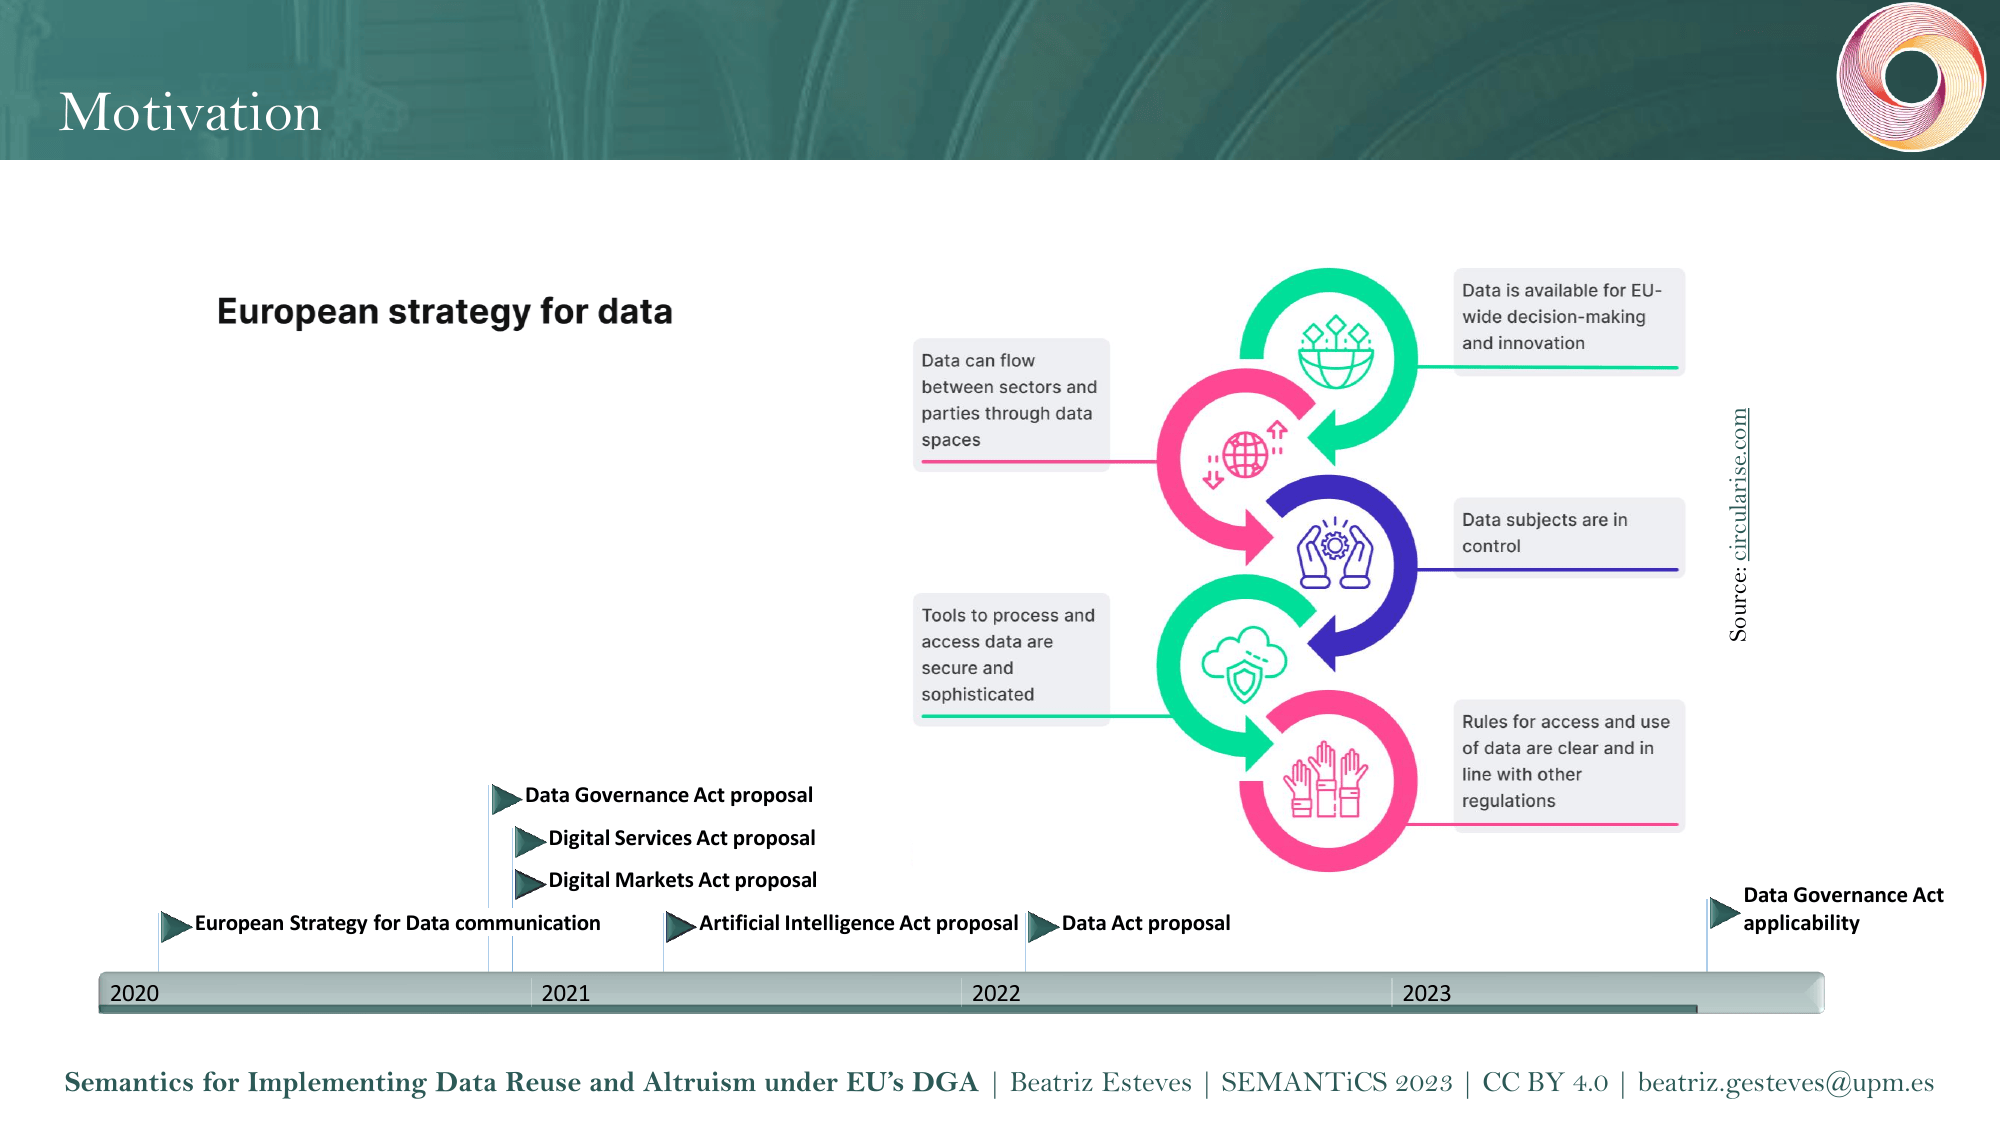 Motivation
European strategy for data
Data is available for EU-
wide decision-making
and innovation
Data can flow
between sectors and
parties through data
spaces
Data subjects are in
control
Tools to process and
access data are
secure and
sophisticated
Rules for access and use
of data are clear and in
line with other
regulations
Source: circularise.com
Data Governance Act proposal
Digital Services Act proposal
Digital Markets Act proposal
European Strategy for Data communication
Artificial Intelligence Act proposal
Data Act proposal
Data Governance Act
applicability
2020
2021
2022
2023
Semantics for Implementing Data Reuse and Altruism under EU’s DGA | Beatriz Esteves | SEMANTiCS 2023 | CC BY 4.0 | beatriz.gesteves@upm.es